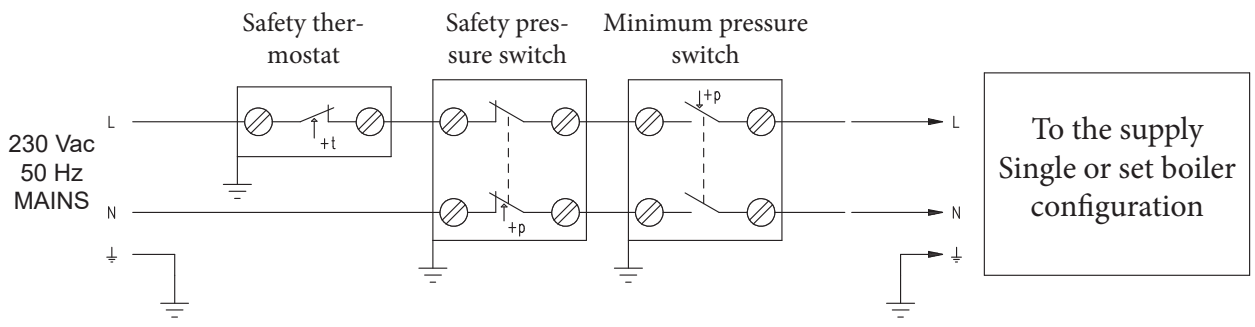 Safety ther-
mostat
Safety pres-
sure switch
Minimum pressure
switch
230 Vac
50 Hz
MAINS
L
N
+t
+p
+p
L
N
To the supply
Single or set boiler
configuration